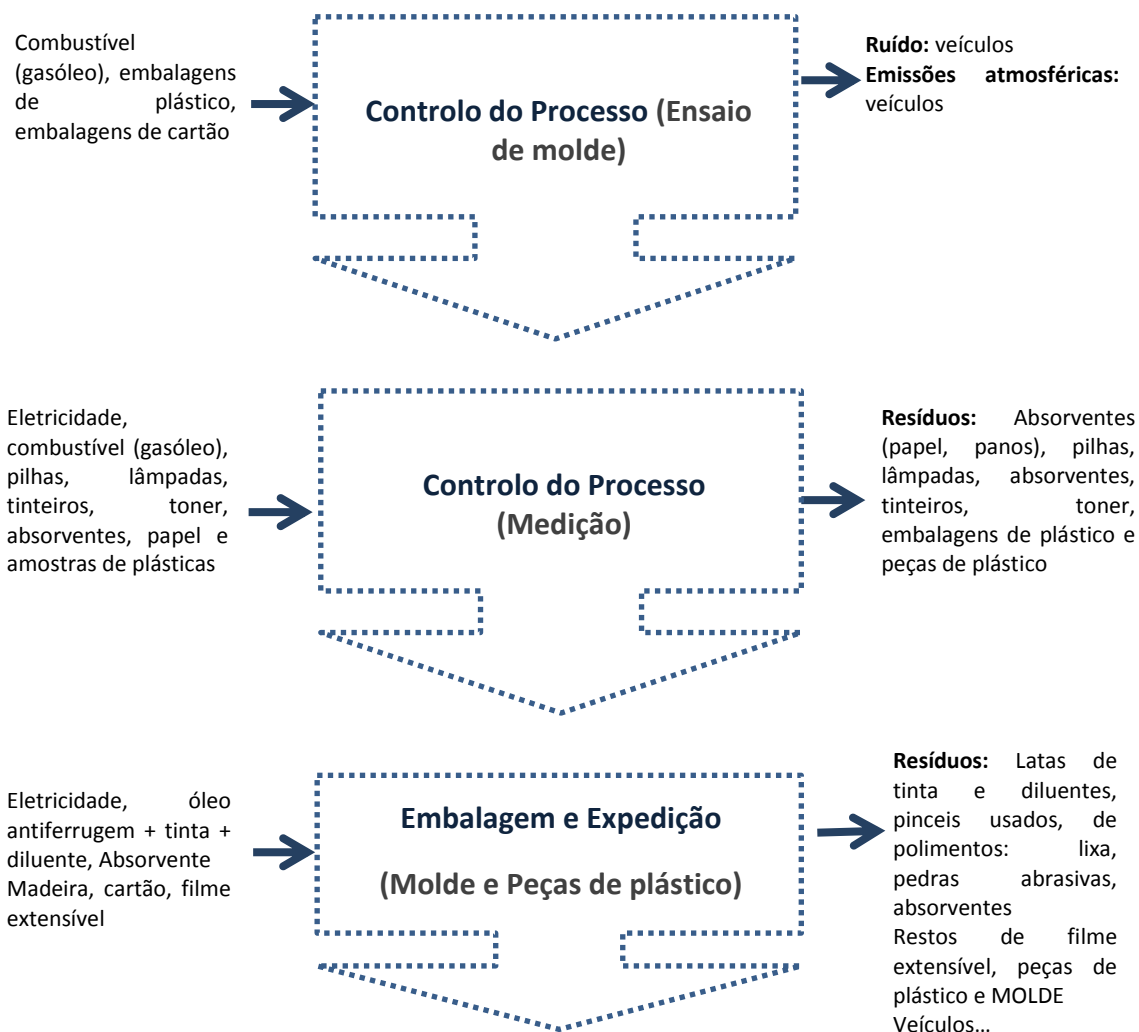 Combustível
(gasóleo), embalagens
de plástico,
embalagens de cartão
Controlo do Processo (Ensaio
de molde)
Ruído: veículos
Emissões atmosféricas:
veículos
Eletricidade,
combustível (gasóleo),
pilhas, lâmpadas,
tinteiros, toner,
absorventes, papel e
amostras de plásticas
Controlo do Processo
(Medição)
Resíduos: Absorventes
(papel, panos), pilhas,
lâmpadas, absorventes,
tinteiros, toner,
embalagens de plástico e
peças de plástico
Eletricidade, óleo
antiferrugem + tinta +
diluente, Absorvente
Madeira, cartão, filme
extensível
Embalagem e Expedição
(Molde e Peças de plástico)
Resíduos: Latas de
tinta e diluentes,
pinceis usados, de
polimentos: lixa,
pedras abrasivas,
absorventes
Restos de filme
extensível, peças de
plástico e MOLDE
Veículos…